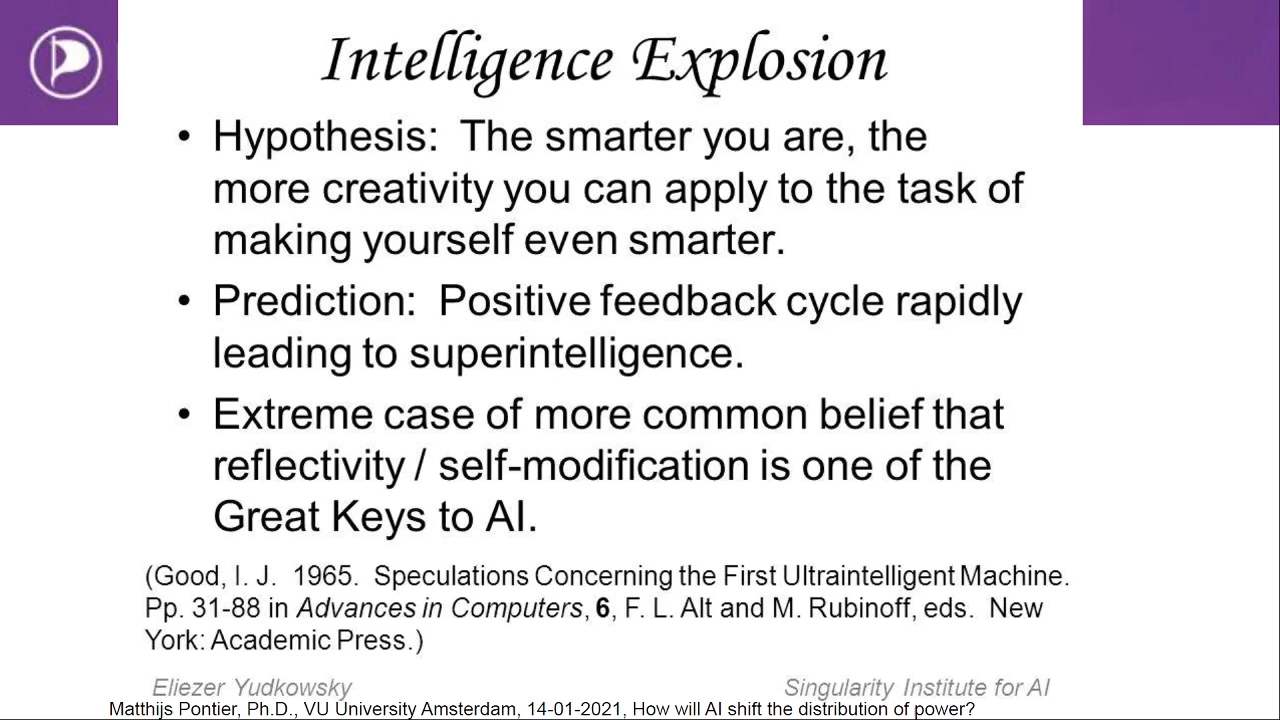 Intelligence Explosion
• Hypothesis: The smarter you are, the
more creativity you can apply to the task of
making yourself even smarter.
• Prediction: Positive feedback cycle rapidly
leading to superintelligence.
• Extreme case of more common belief that
reflectivity / self-modification is one of the
Great Keys to AI.
(Good, I. J. 1965. Speculations Concerning the First Ultraintelligent Machine.
Pp. 31-88 in Advances in Computers, 6, F. L. Alt and M. Rubinoff, eds. New
York: Academic Press.)
Eliezer Yudkowsky Singularity Institute for AI
Matthijs Pontier, Ph.D., VU University Amsterdam, 14-01-2021, How will AI shift the distribution of power?